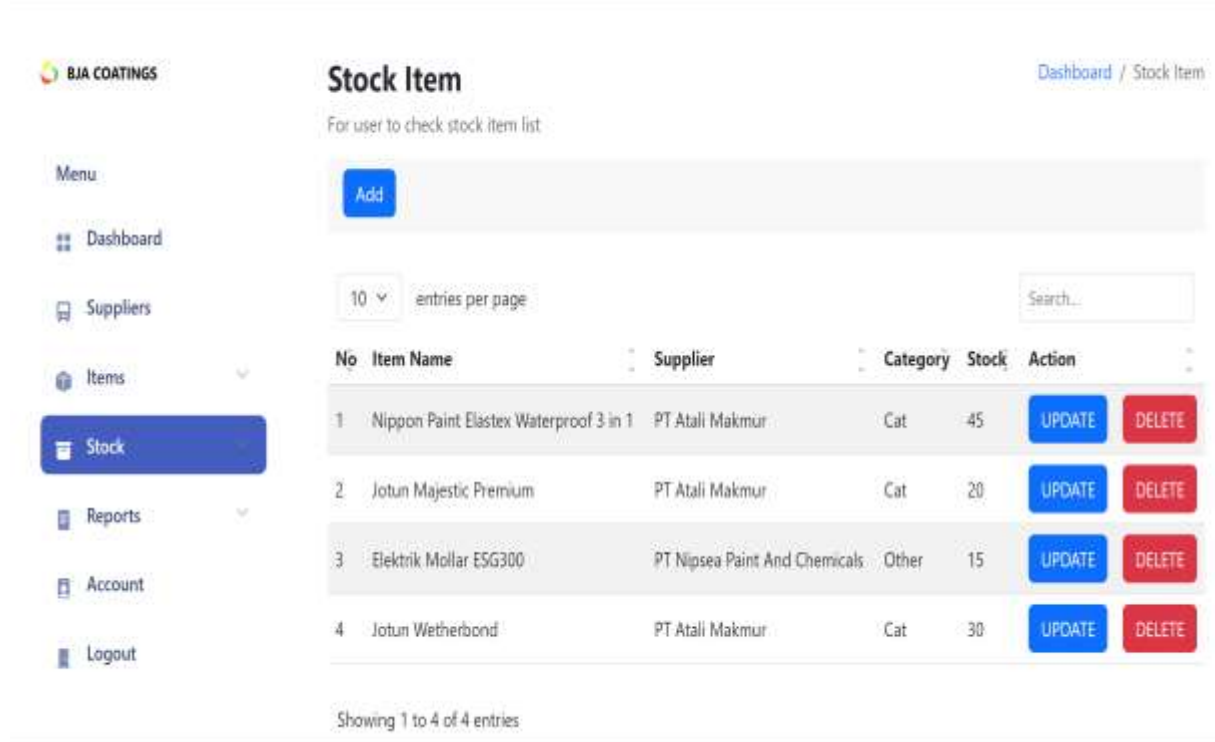 BJA COATINGS
Menu
Dashboard
Suppliers
Items
Stock
Reports
Account
Logout
Stock Item
Dashboard / Stock Item
For user to check stock item list
Add
10 entries per page
Search...
No Item Name Supplier Category Stock Action
1 Nippon Paint Elastex Waterproof 3 in 1 PT Atali Makmur Cat 45 UPDATE DELETE
2 Jotun Majestic Premium PT Atali Makmur Cat 20 UPDATE DELETE
3 Elektrik Mollar ESG300 PT Nipsea Paint And Chemicals Other 15 UPDATE DELETE
4 Jotun Wetherbond PT Atali Makmur Cat 30 UPDATE DELETE
Showing 1 to 4 of 4 entries